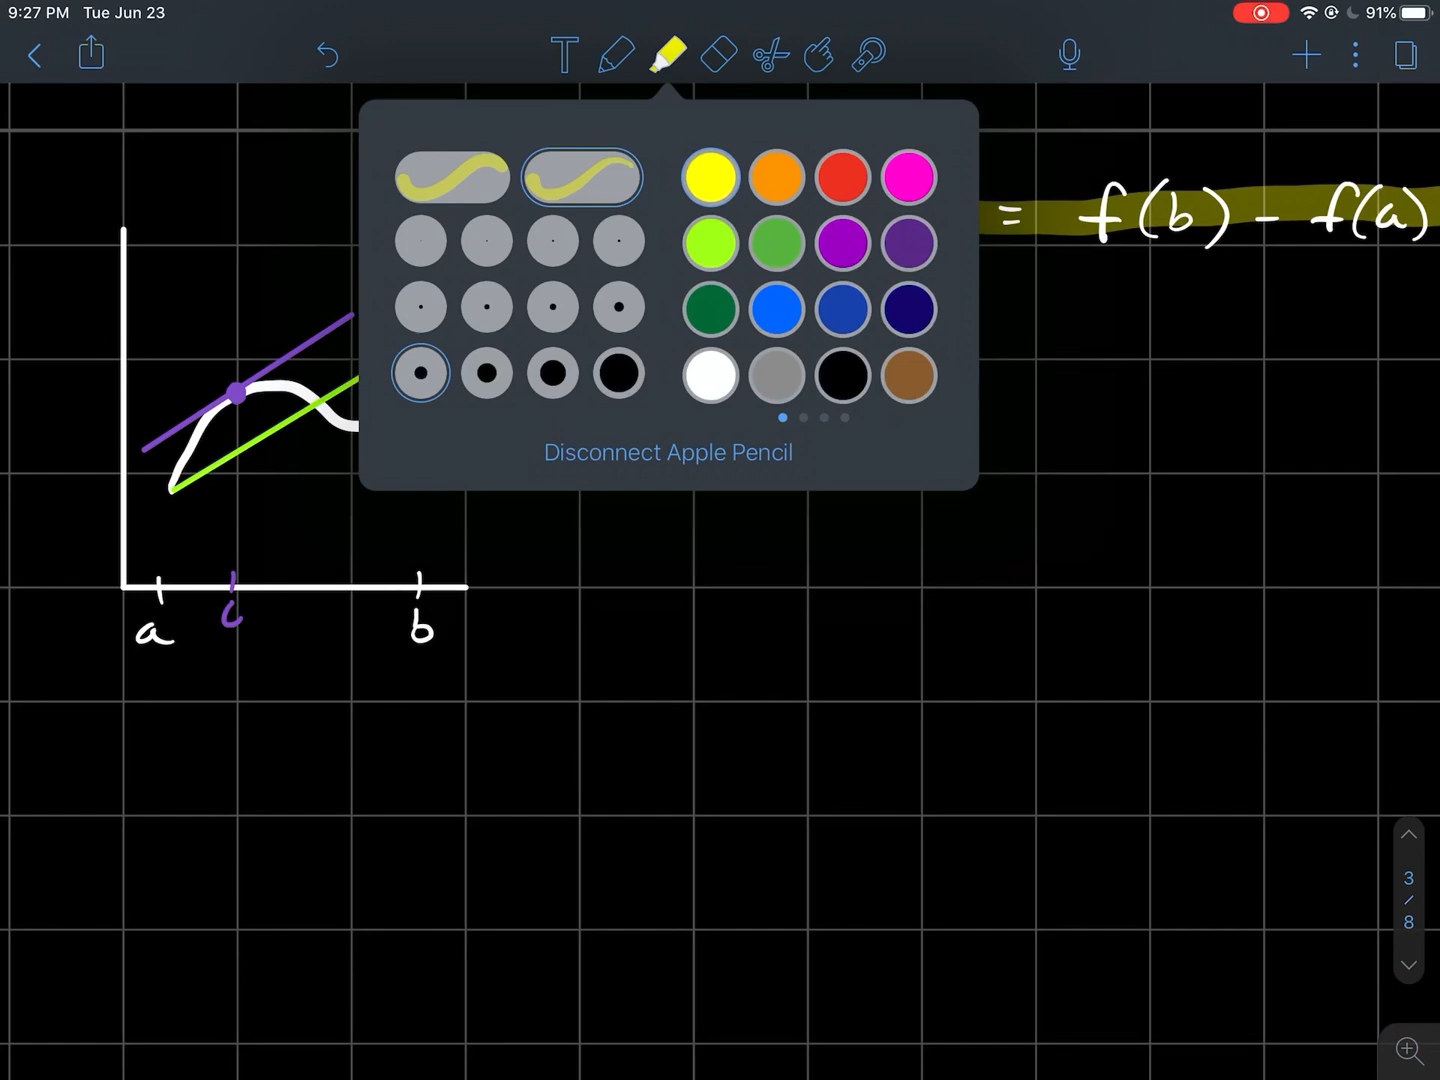 9:27 PM Tue Jun 23 91%
T
= f(b) - f(a)
Disconnect Apple Pencil
c
a b
3
/
8